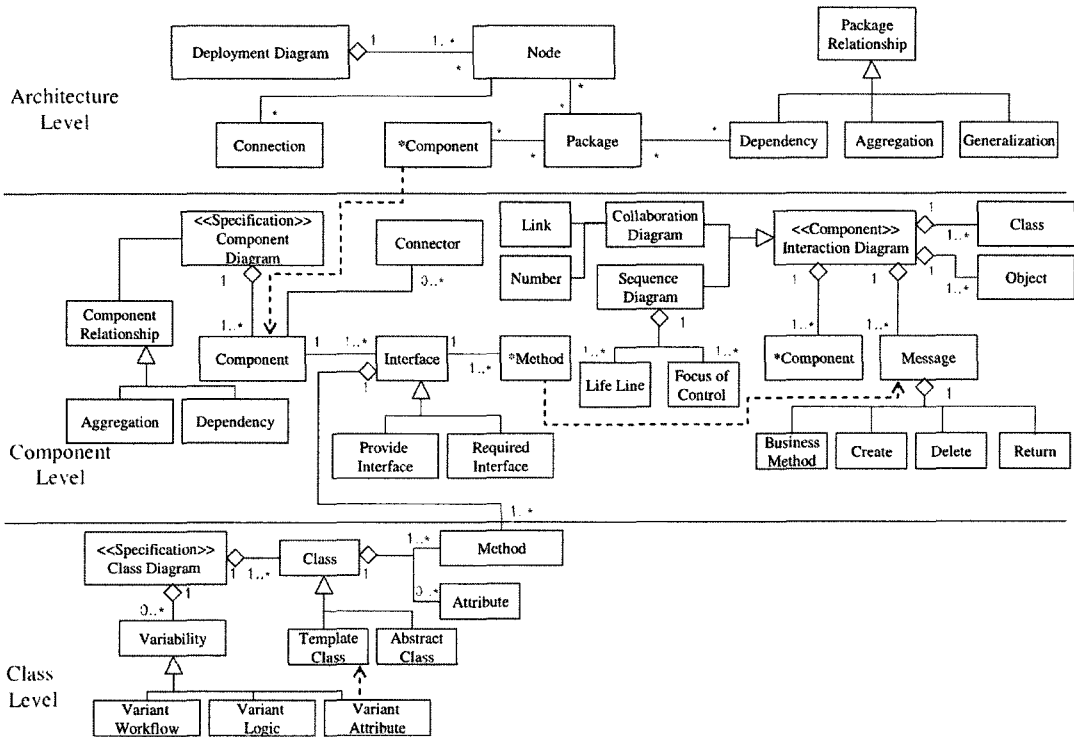 Package
Relationship
Deployment Diagram
1
1..*
Node
*
*
*
Architecture
Level
*
Connection
*Component
*
*
Package
*
*
Dependency
Aggregation
Generalization
<<Specification>>
Component
Diagram
Connector
Link
Number
Collaboration
Diagram
Sequence
Diagram
<<Component>>
Interaction Diagram
1
1..*
Class
1
1..*
Object
1
0..*
1
1
1
Component
Relationship
1..*
Component
1
1..*
Interface
1
1..*
*Method
1..*
1..*
Life Line
Focus of
Control
1..*
*Component
1..*
Message
1
1
Aggregation
Dependency
Provide
Interface
Required
Interface
Business
Method
Create
Delete
Return
Component
Level
1..*
<<Specification>>
Class Diagram
1
1..*
Class
1
1..*
Method
1
0..*
0..*
Attribute
Variability
Template
Class
Abstract
Class
Class
Level
Variant
Workflow
Variant
Logic
Variant
Attribute